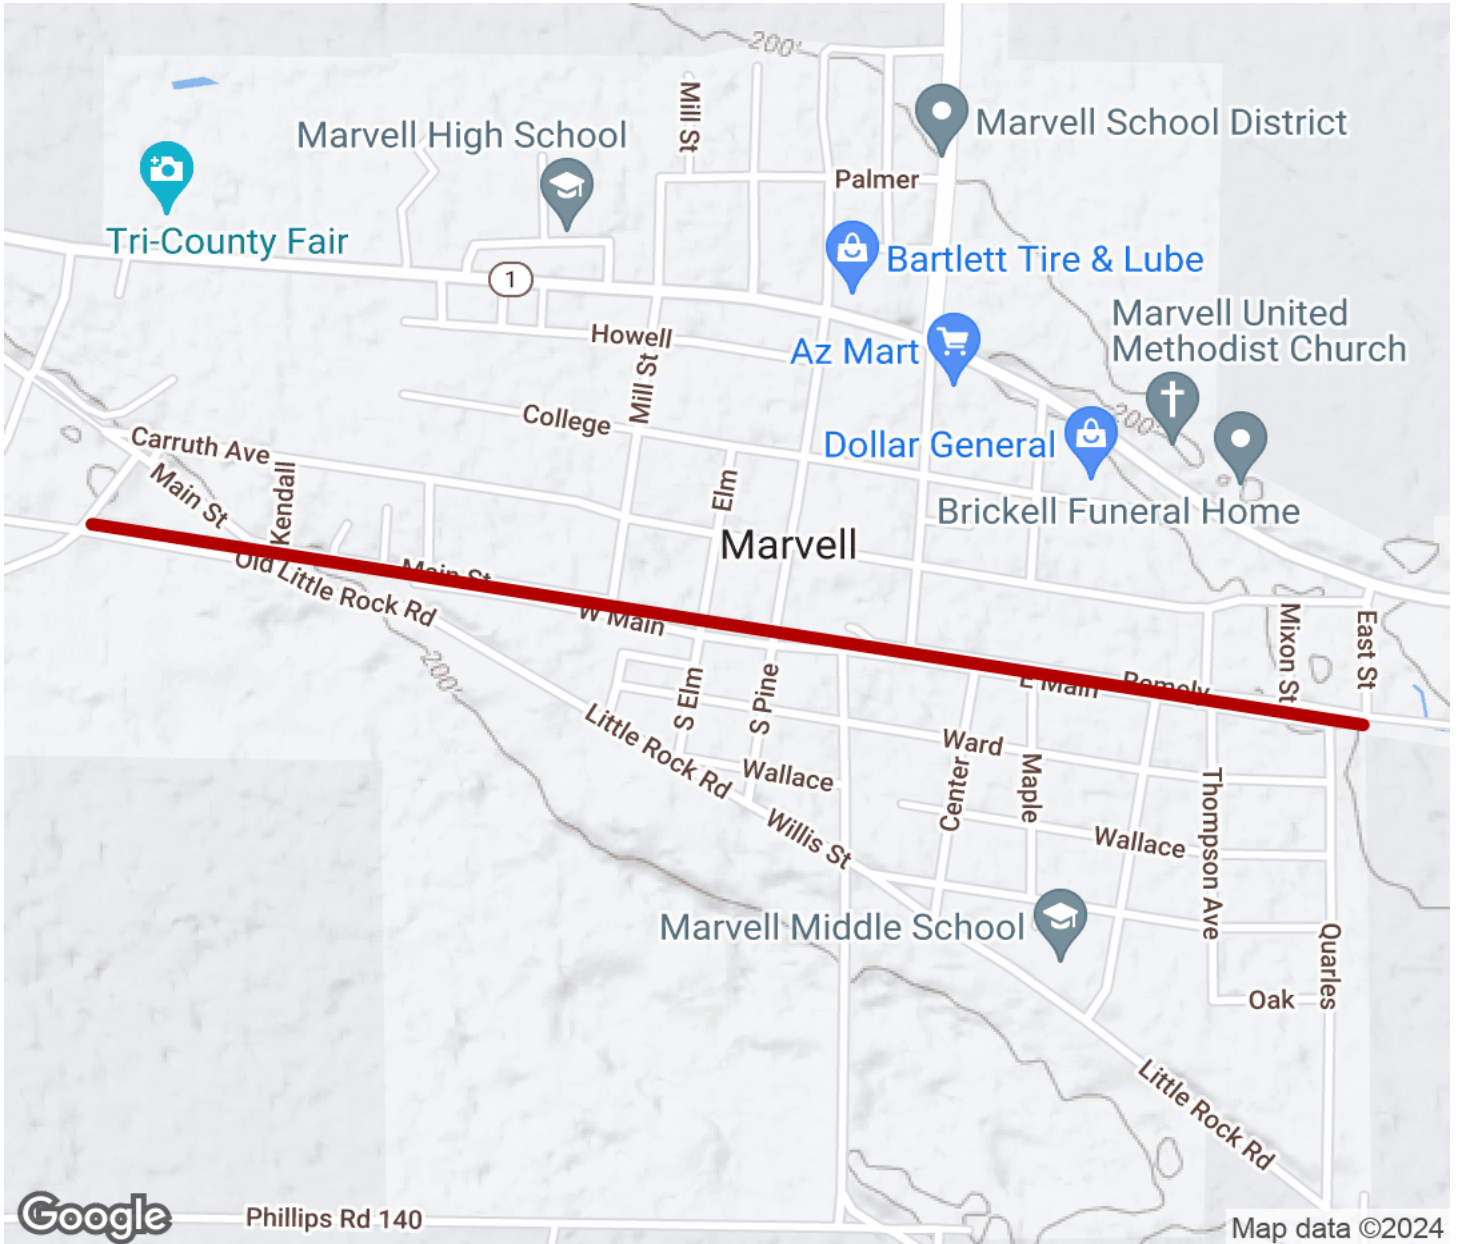 200'
Mill St
Marvell High School
Marvell School District
Palmer
Tri-County Fair
Bartlett Tire & Lube
1
Marvell United
Methodist Church
Howell
Az Mart
Mill St
College
200'
Dollar General
Carruth Ave
Kendall
Main St
Elm
Brickell Funeral Home
Marvell
Old Little Rock Rd
Main St
W Main
Mixon St
East St
200'
S Elm
S Pine
E Main
Little Rock Rd
Ward
Wallace
Center
Maple
Thompson Ave
Willis St
Wallace
Marvell Middle School
Quarles
Oak
Little Rock Rd
Google
Phillips Rd 140
Map data ©2024